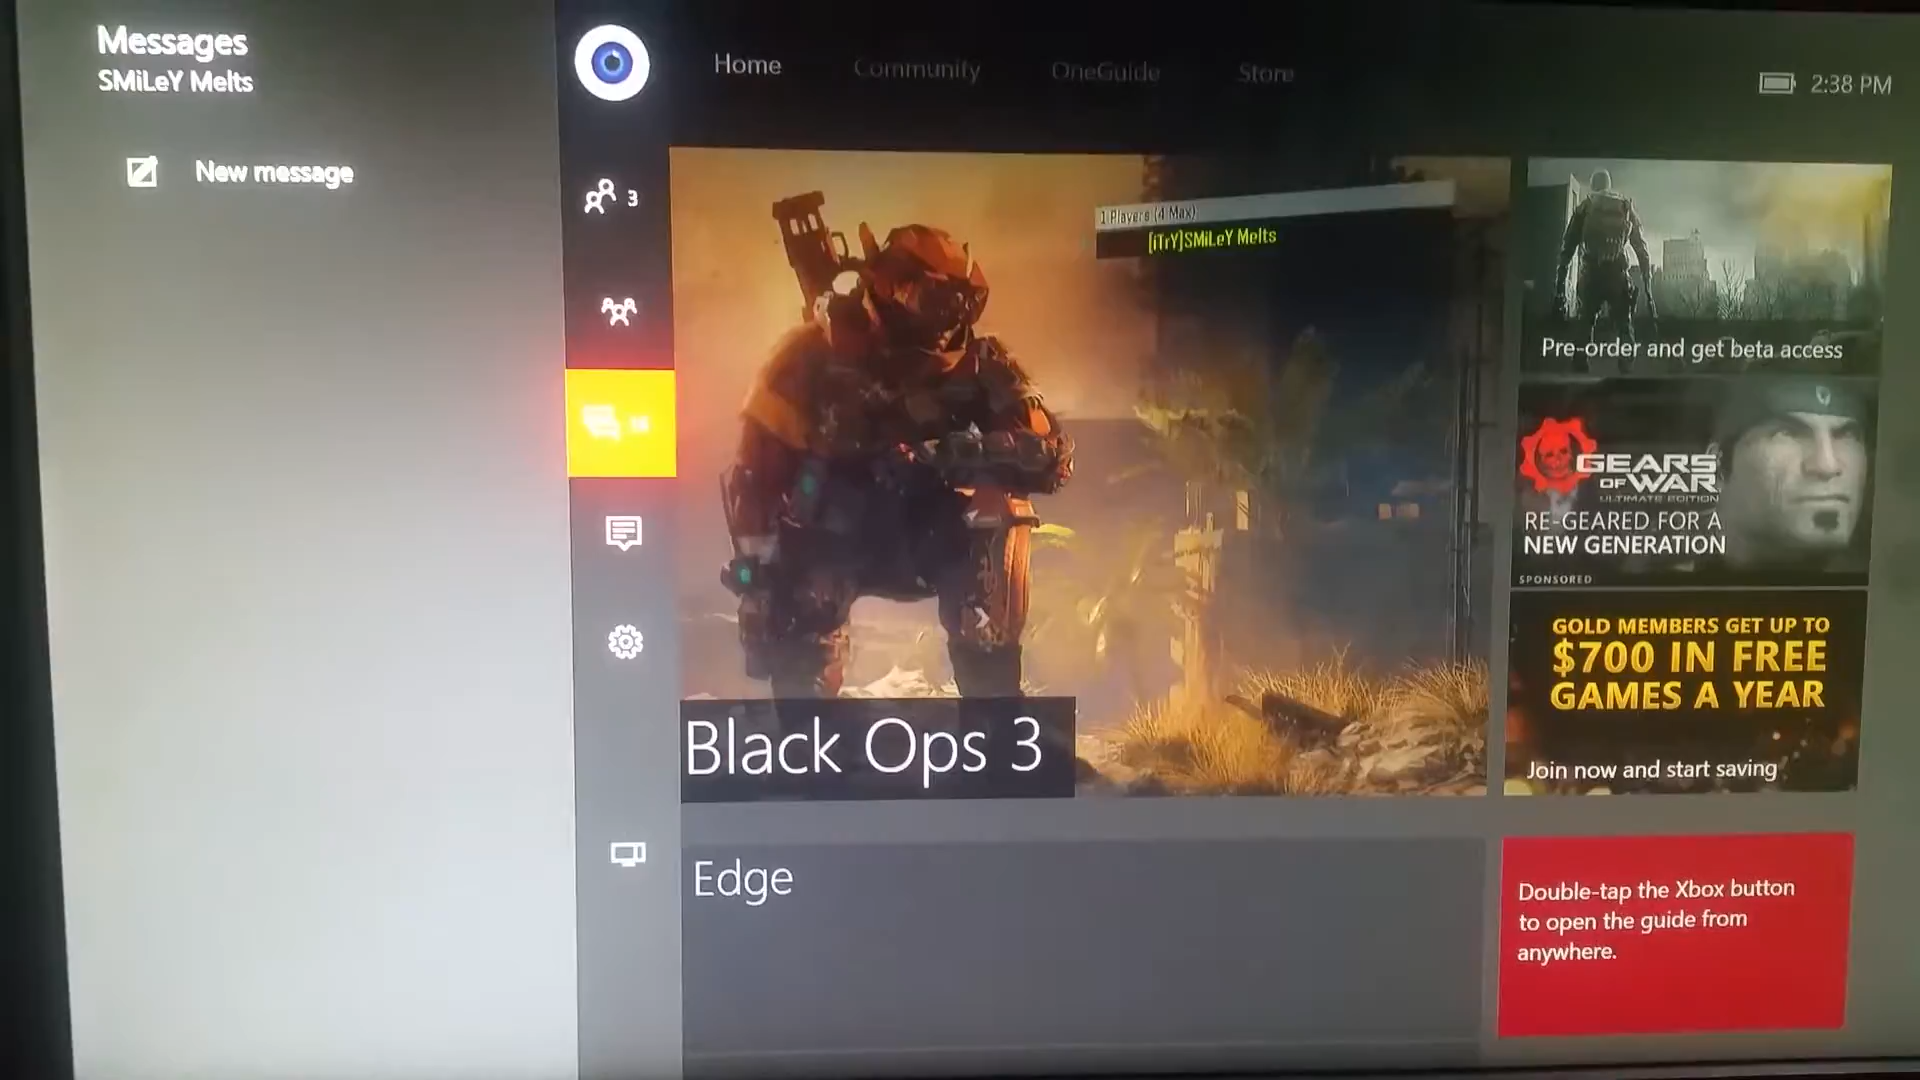 Messages
SMiLeY Melts
New message
3
Home
Community
OneGuide
Store
2:38 PM
1 Players (4 Max)
[iTrY]SMiLeY Melts
Black Ops 3
Edge
Pre-order and get beta access
GEARS
OF WAR
ULTIMATE EDITION
RE-GEARED FOR A
NEW GENERATION
SPONSORED
GOLD MEMBERS GET UP TO
$700 IN FREE
GAMES A YEAR
Join now and start saving
Double-tap the Xbox button
to open the guide from
anywhere.